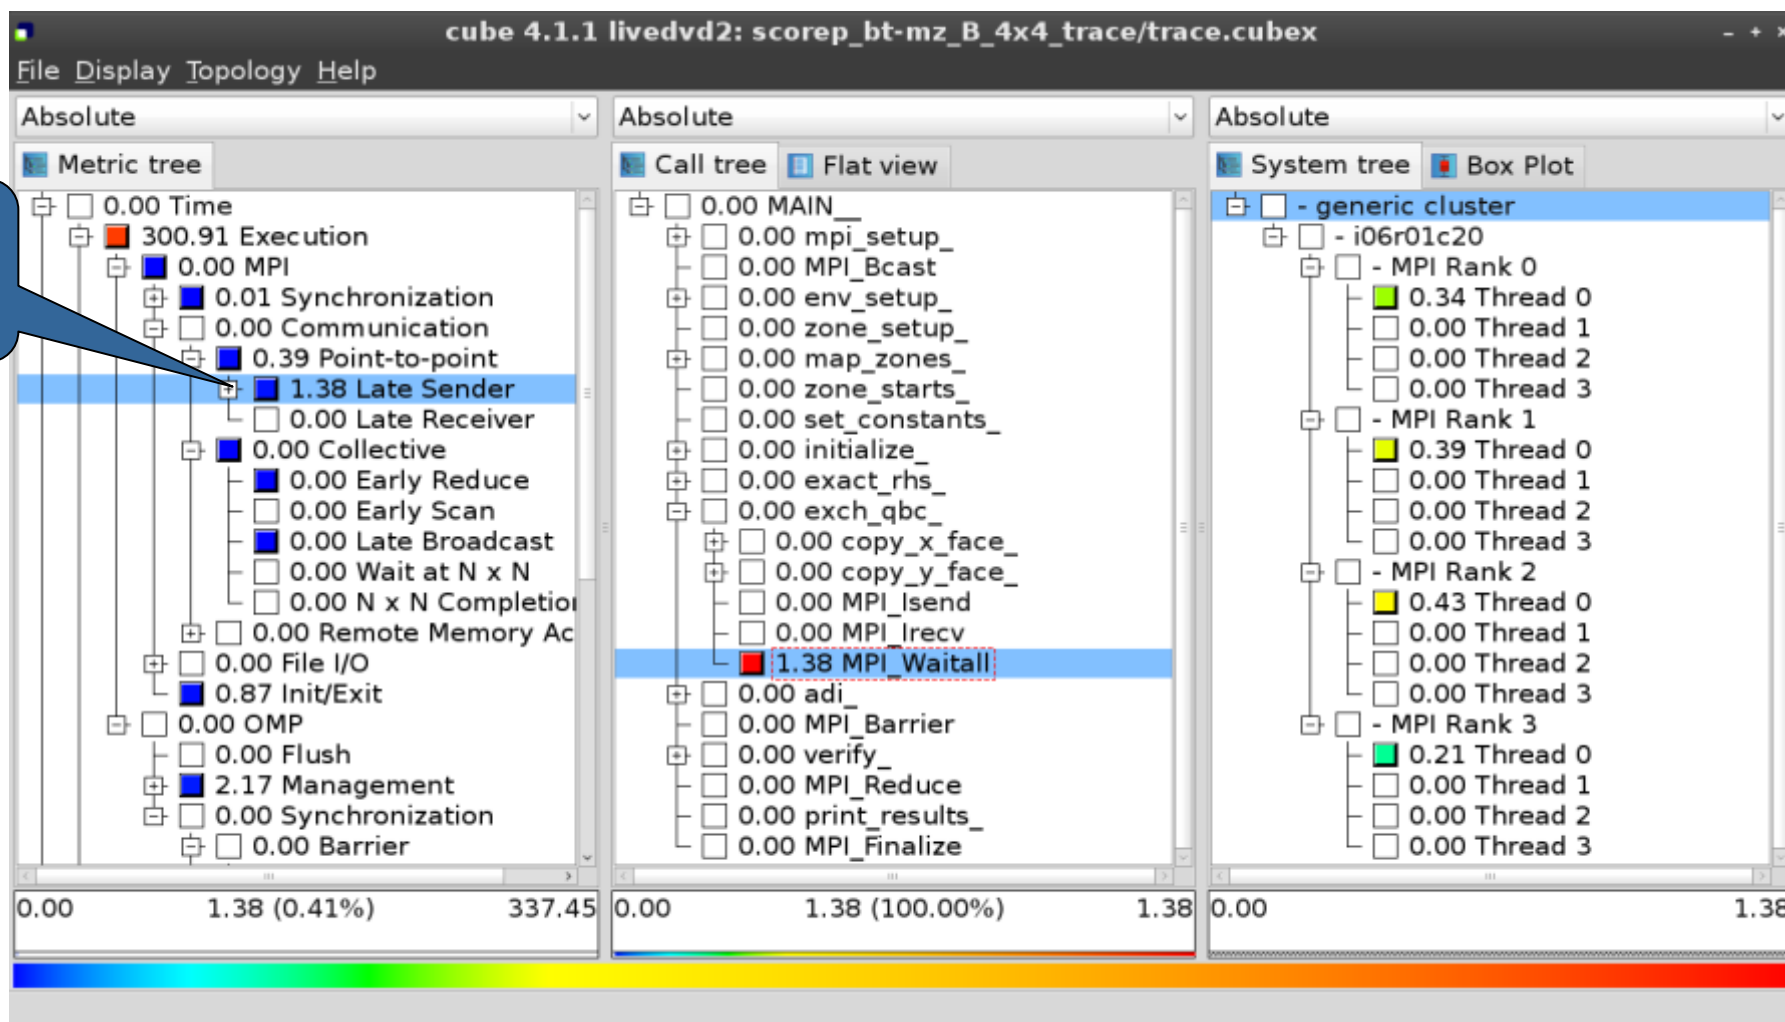 cube 4.1.1 livedvd2: scorep_bt-mz_B_4x4_trace/trace.cubex
File Display Topology Help
Absolute
Metric tree
0.00 Time
300.91 Execution
0.00 MPI
0.01 Synchronization
0.00 Communication
0.39 Point-to-point
1.38 Late Sender
0.00 Late Receiver
0.00 Collective
0.00 Early Reduce
0.00 Early Scan
0.00 Late Broadcast
0.00 Wait at N x N
0.00 N x N Completion
0.00 Remote Memory Ac
0.00 File I/O
0.87 Init/Exit
0.00 OMP
0.00 Flush
2.17 Management
0.00 Synchronization
0.00 Barrier
0.00 1.38 (0.41%) 337.45
Absolute
Call tree Flat view
0.00 MAIN__
0.00 mpi_setup_
0.00 MPI_Bcast
0.00 env_setup_
0.00 zone_setup_
0.00 map_zones_
0.00 zone_starts_
0.00 set_constants_
0.00 initialize_
0.00 exact_rhs_
0.00 exch_qbc_
0.00 copy_x_face_
0.00 copy_y_face_
0.00 MPI_Isend
0.00 MPI_Irecv
1.38 MPI_Waitall
0.00 adi_
0.00 MPI_Barrier
0.00 verify_
0.00 MPI_Reduce
0.00 print_results_
0.00 MPI_Finalize
0.00 1.38 (100.00%) 1.38
Absolute
System tree Box Plot
- generic cluster
- i06r01c20
- MPI Rank 0
0.34 Thread 0
0.00 Thread 1
0.00 Thread 2
0.00 Thread 3
- MPI Rank 1
0.39 Thread 0
0.00 Thread 1
0.00 Thread 2
0.00 Thread 3
- MPI Rank 2
0.43 Thread 0
0.00 Thread 1
0.00 Thread 2
0.00 Thread 3
- MPI Rank 3
0.21 Thread 0
0.00 Thread 1
0.00 Thread 2
0.00 Thread 3
0.00 1.38